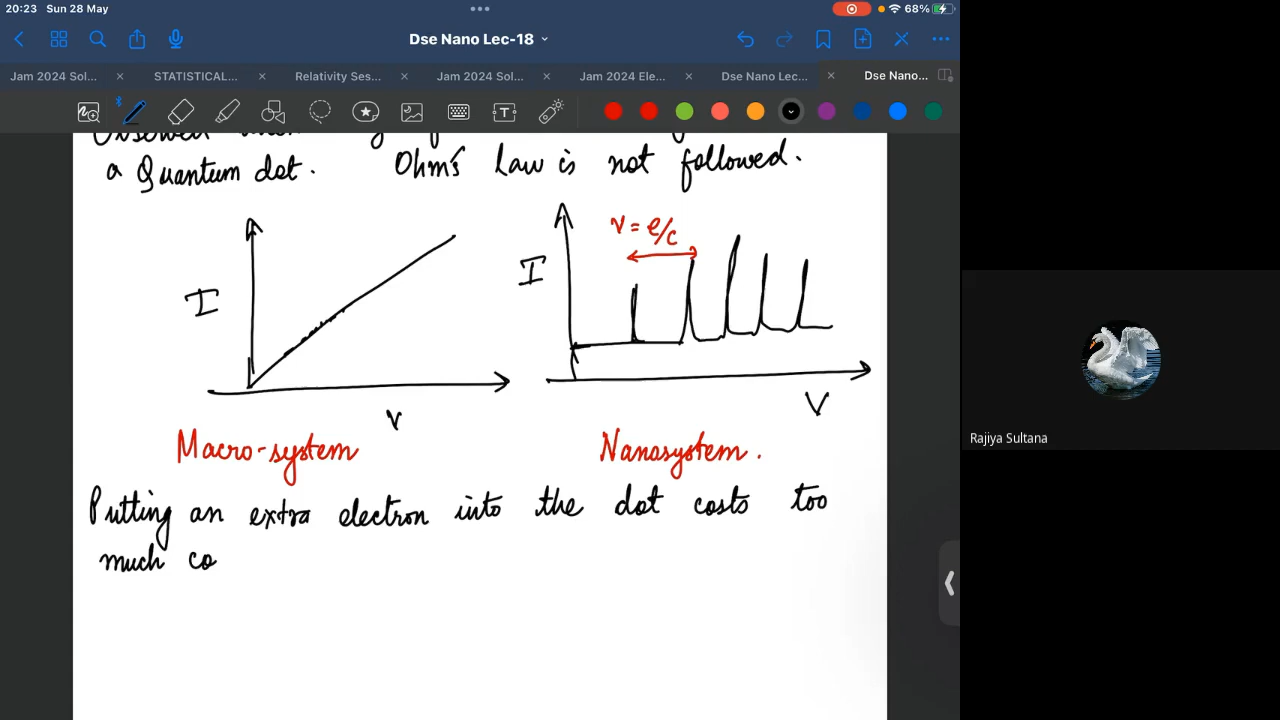 20:23 Sun 28 May
68%
Dse Nano Lec-18
Jam 2024 Sol...
STATISTICAL...
Relativity Ses...
Jam 2024 Sol...
Jam 2024 Ele...
Dse Nano Lec...
Dse Nano...
a Quantum dot. Ohm's Law is not followed.
I
V
Macro-system
I
V = e/c
V
Nanosystem.
Putting an extra electron into the dot costs too
much co
Rajiya Sultana